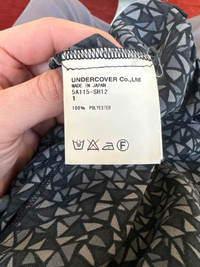 UNDERCOVER Co.,Ltd
MADE IN JAPAN
SA115-SH12
1
100% POLYESTER
F